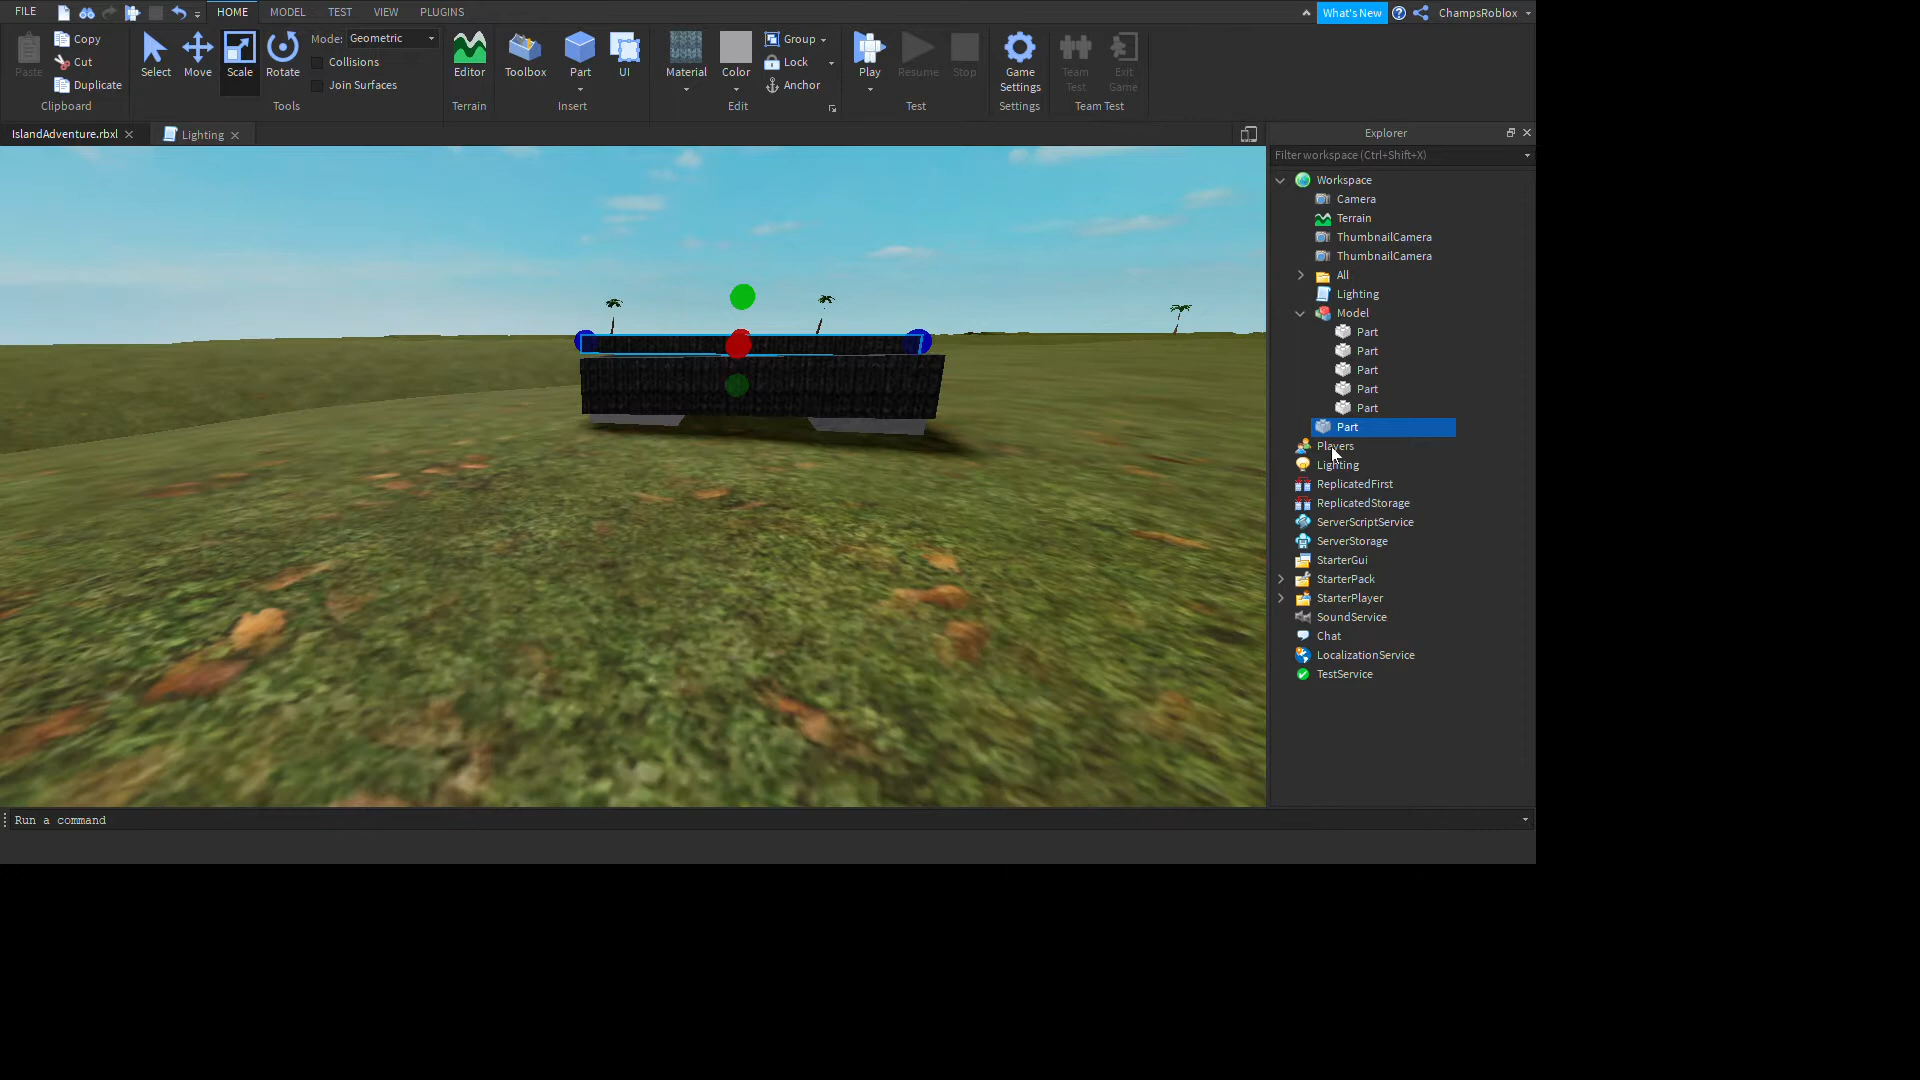 FILE HOME MODEL TEST VIEW PLUGINS What's New ChampsRoblox
Paste Copy Cut Duplicate Clipboard
Select Move Scale Rotate Mode: Geometric Collisions Join Surfaces Tools
Editor Terrain
Toolbox Part UI Insert
Material Color Group Lock Anchor Edit
Play Resume Stop Test
Game Settings Settings
Team Test Exit Game Team Test
IslandAdventure.rbxl Lighting
Explorer
Filter workspace (Ctrl+Shift+X)
Workspace
Camera
Terrain
ThumbnailCamera
ThumbnailCamera
All
Lighting
Model
Part
Part
Part
Part
Part
Part
Players
Lighting
ReplicatedFirst
ReplicatedStorage
ServerScriptService
ServerStorage
StarterGui
StarterPack
StarterPlayer
SoundService
Chat
LocalizationService
TestService
Run a command